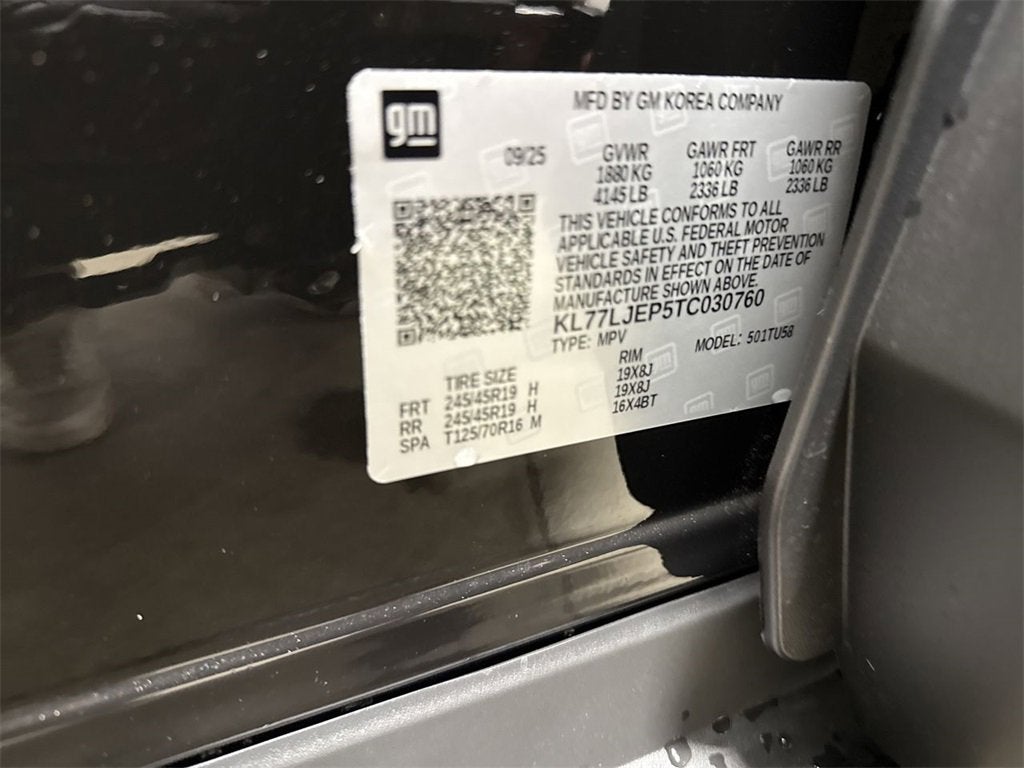 gm
MFD BY GM KOREA COMPANY
09/25 GVWR GAWR FRT GAWR RR
1880 KG 1060 KG 1060 KG
4145 LB 2336 LB 2336 LB
THIS VEHICLE CONFORMS TO ALL
APPLICABLE U.S. FEDERAL MOTOR
VEHICLE SAFETY AND THEFT PREVENTION
STANDARDS IN EFFECT ON THE DATE OF
MANUFACTURE SHOWN ABOVE.
KL77LJEP5TC030760
TYPE: MPV MODEL: 501TU58
TIRE SIZE RIM
FRT 245/45R19 H 19X8J
RR 245/45R19 H 19X8J
SPA T125/70R16 M 16X4BT